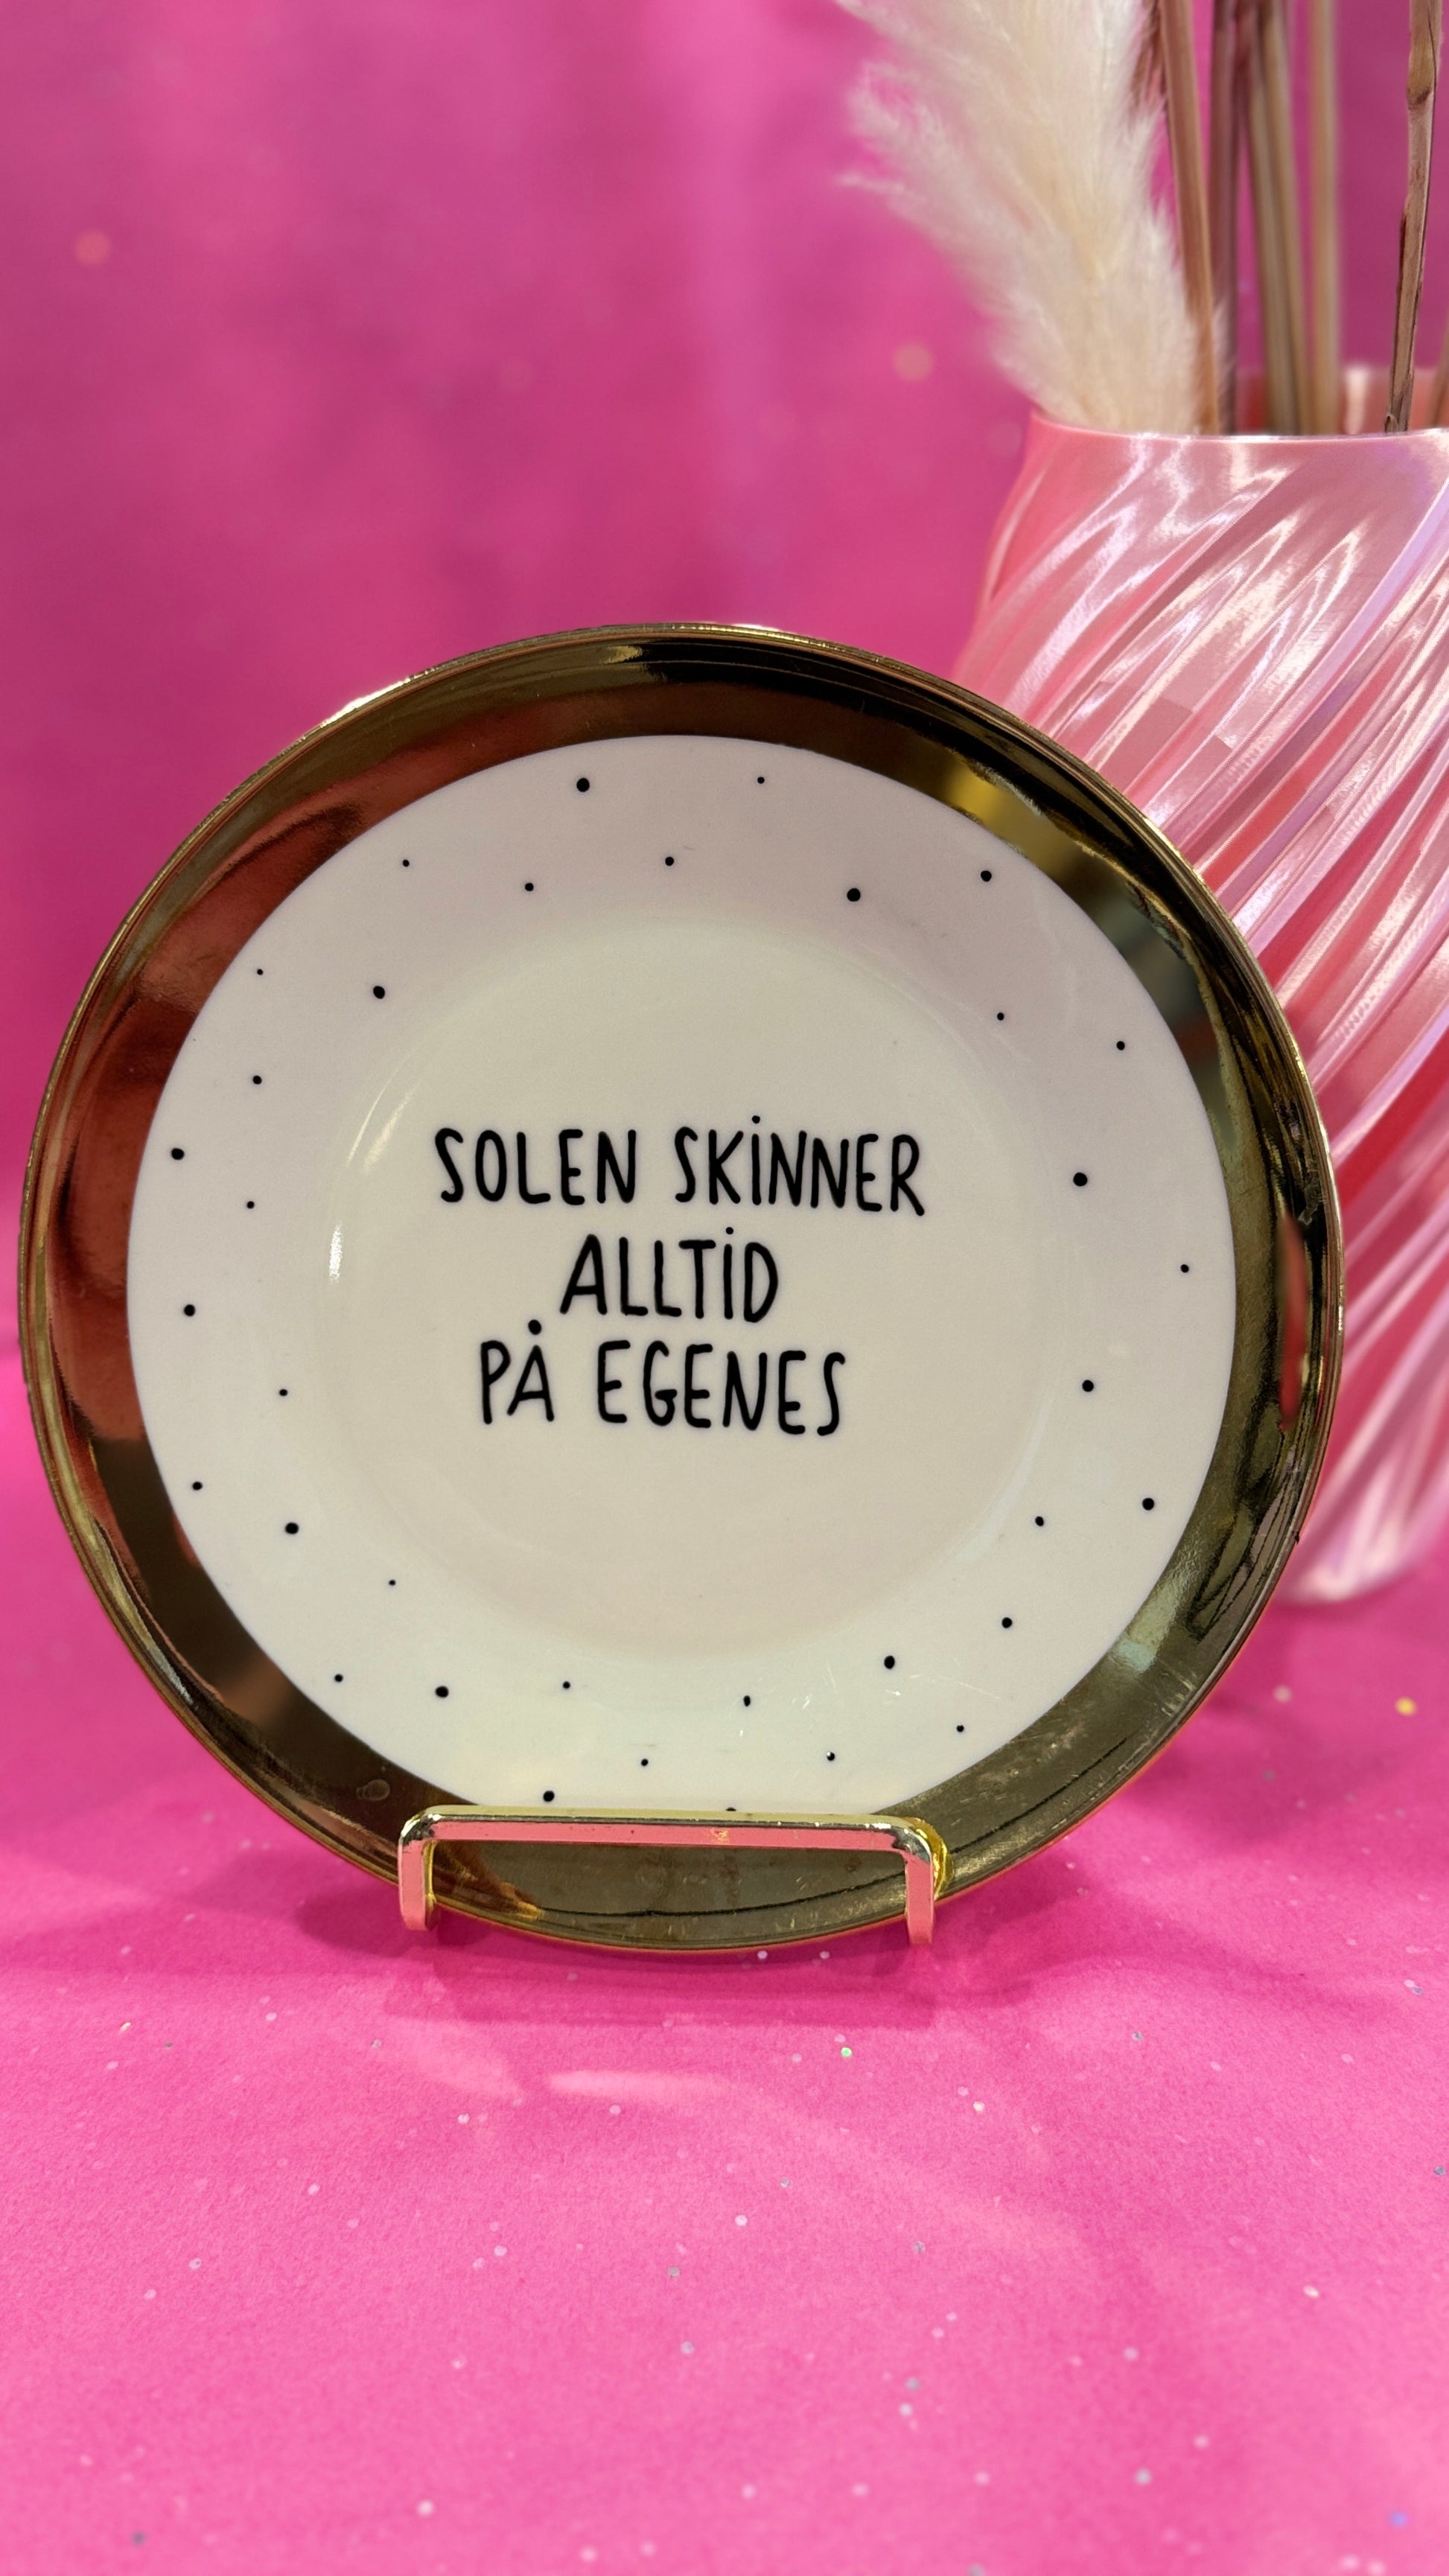 SOLEN SKINNER
ALLTID
PÅ EGENES